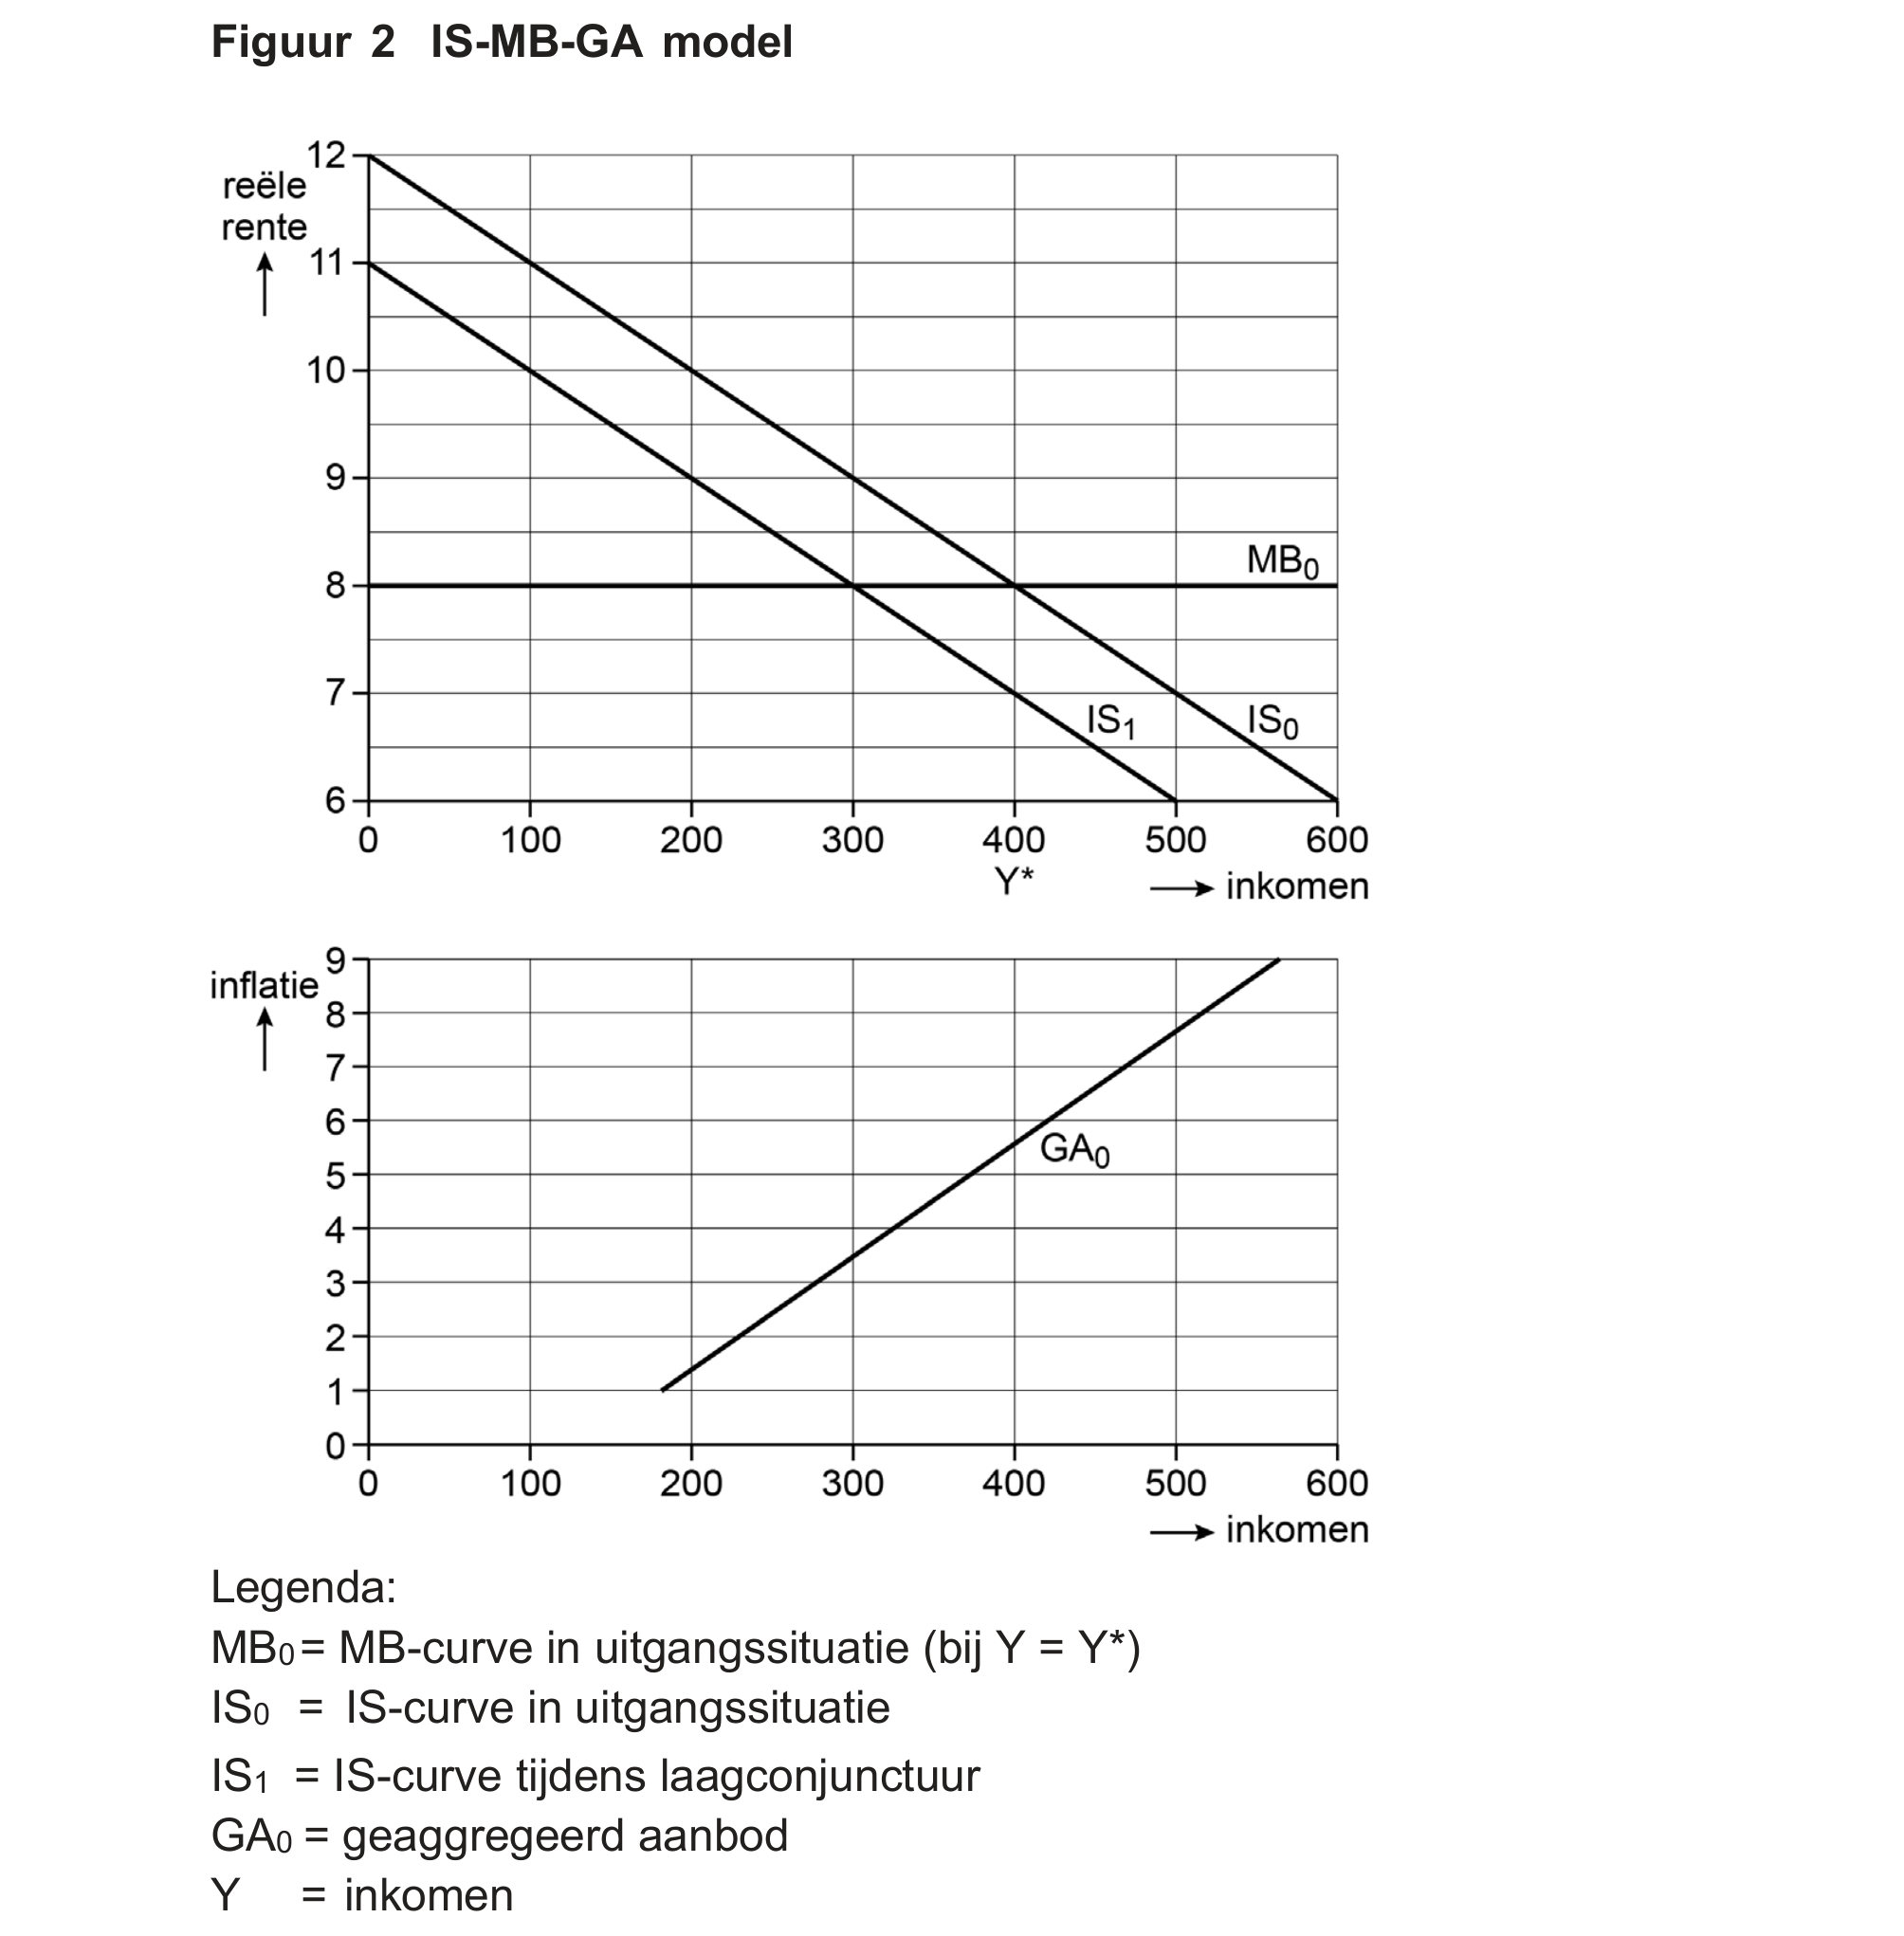 Figuur 2 IS-MB-GA model
12
reële
rente
11
10
9
MB0
8
7
IS1 IS0
6
0 100 200 300 400 500 600
Y* inkomen
9
inflatie
8
7
6
GA0
5
4
3
2
1
0
0 100 200 300 400 500 600
inkomen
Legenda:
MB0 = MB-curve in uitgangssituatie (bij Y = Y*)
IS0 = IS-curve in uitgangssituatie
IS1 = IS-curve tijdens laagconjunctuur
GA0 = geaggregeerd aanbod
Y = inkomen